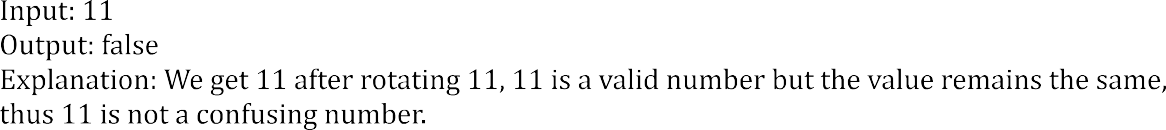 Input: 11
Output: false
Explanation: We get 11 after rotating 11, 11 is a valid number but the value remains the same,
thus 11 is not a confusing number.